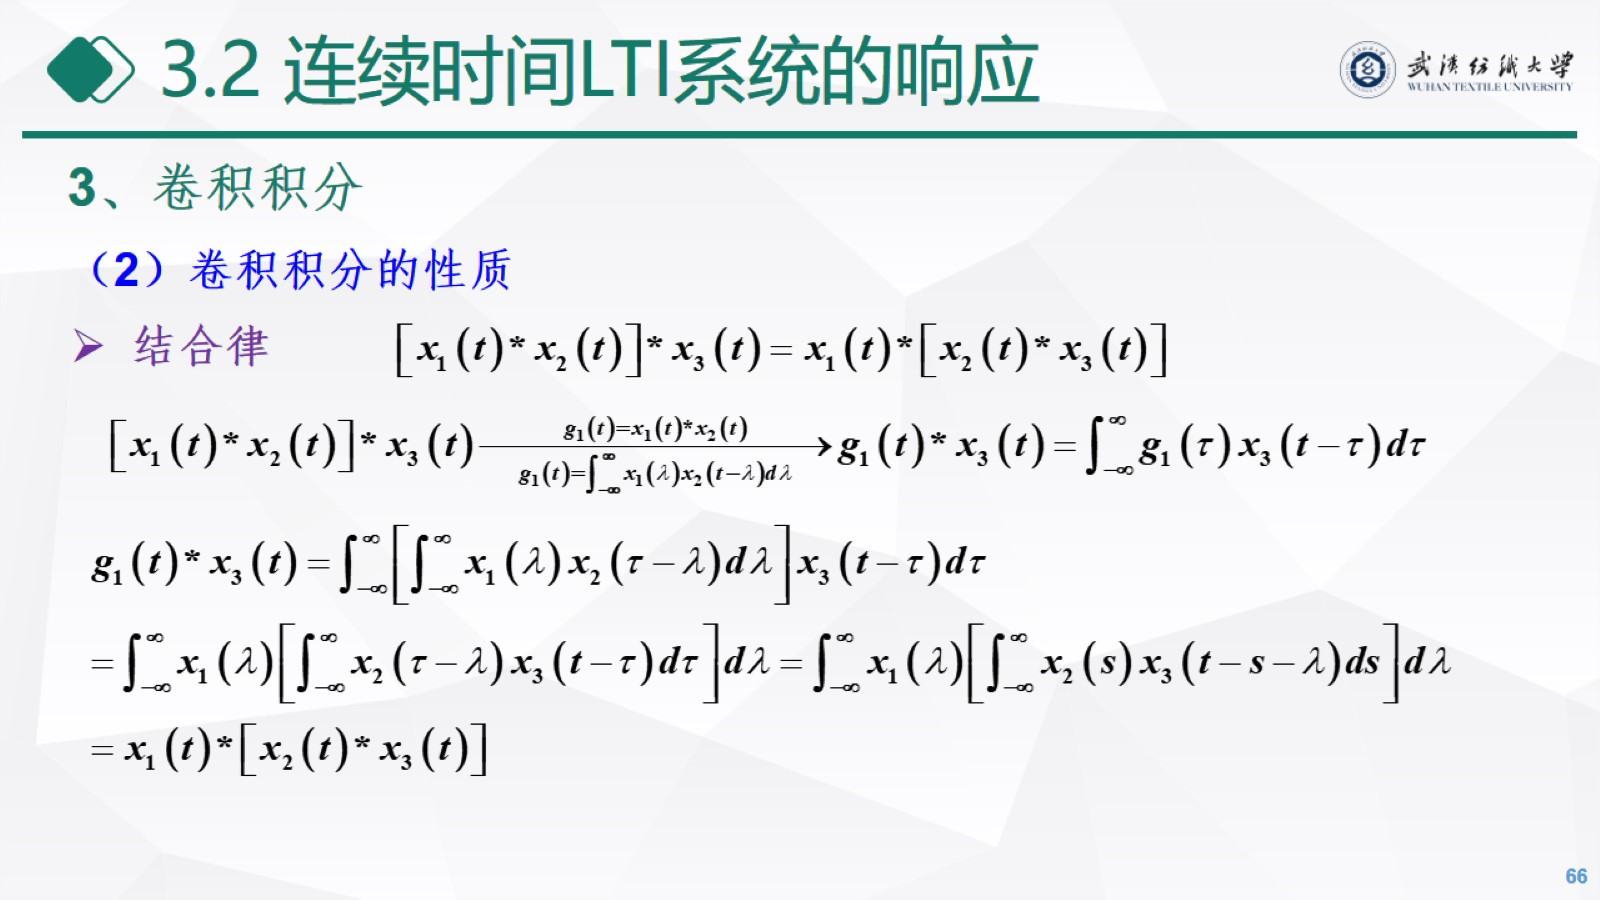 3.2 连续时间LTI系统的响应
武汉纺织大学
WUHAN TEXTILE UNIVERSITY
3、卷积积分
（2）卷积积分的性质
➢ 结合律 [x₁(t)*x₂(t)]*x₃(t)=x₁(t)*[x₂(t)*x₃(t)]
[x₁(t)*x₂(t)]*x₃(t) \xrightarrow[g₁(t)=∫_{-∞}^{∞}x₁(λ)x₂(t−λ)dλ]{g₁(t)=x₁(t)*x₂(t)} g₁(t)*x₃(t)=∫_{-∞}^{∞}g₁(τ)x₃(t−τ)dτ
g₁(t)*x₃(t)=∫_{-∞}^{∞}[∫_{-∞}^{∞}x₁(λ)x₂(τ−λ)dλ]x₃(t−τ)dτ
=∫_{-∞}^{∞}x₁(λ)[∫_{-∞}^{∞}x₂(τ−λ)x₃(t−τ)dτ]dλ=∫_{-∞}^{∞}x₁(λ)[∫_{-∞}^{∞}x₂(s)x₃(t−s−λ)ds]dλ
=x₁(t)*[x₂(t)*x₃(t)]
66